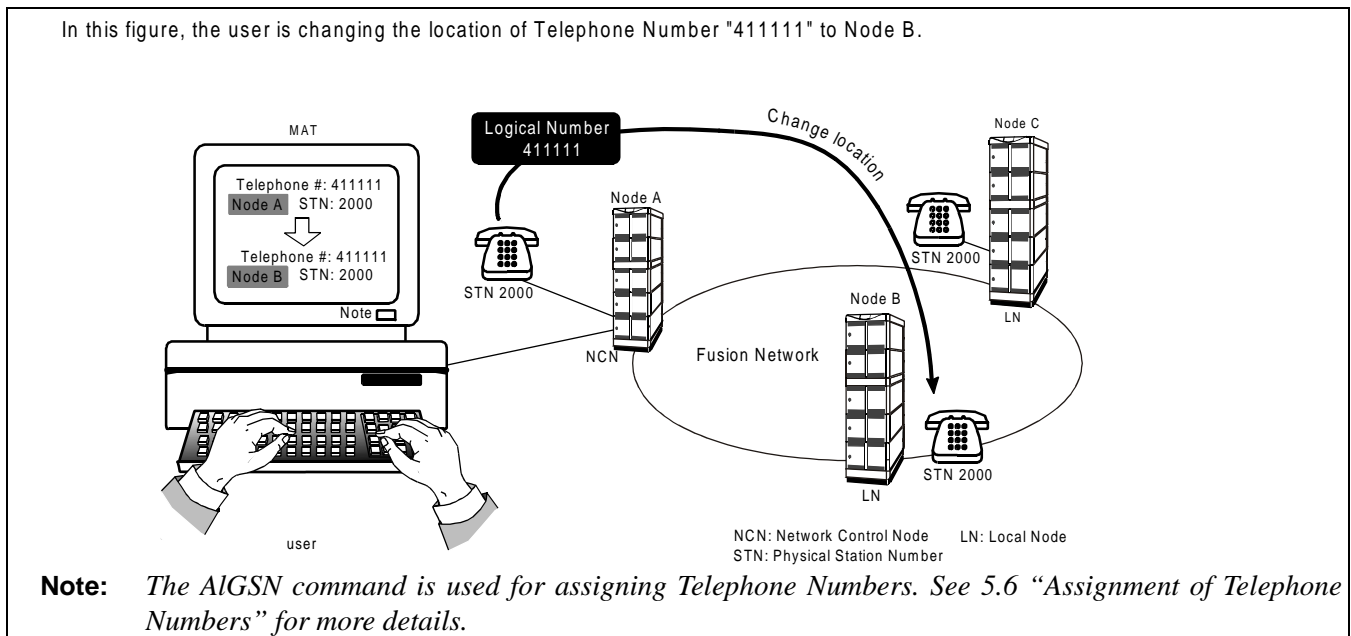 In this figure, the user is changing the location of Telephone Number "411111" to Node B.
MAT
Telephone #: 411111
Node A STN: 2000
Telephone #: 411111
Node B STN: 2000
Note
user
Logical Number
411111
Change location
STN 2000
Node A
NCN
Fusion Network
Node C
STN 2000
LN
Node B
STN 2000
LN
NCN: Network Control Node LN: Local Node
STN: Physical Station Number
Note: The AlGSN command is used for assigning Telephone Numbers. See 5.6 “Assignment of Telephone
Numbers” for more details.